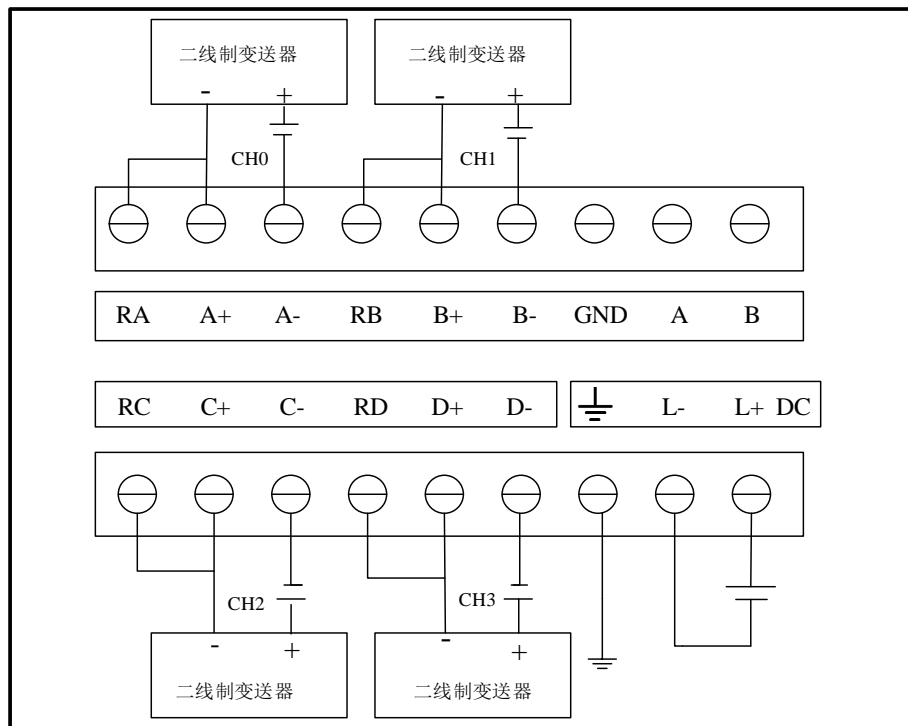 二线制变送器 二线制变送器
- + - +
CH0 CH1
RA A+ A- RB B+ B- GND A B
RC C+ C- RD D+ D- L- L+ DC
CH2 CH3
- + - +
二线制变送器 二线制变送器